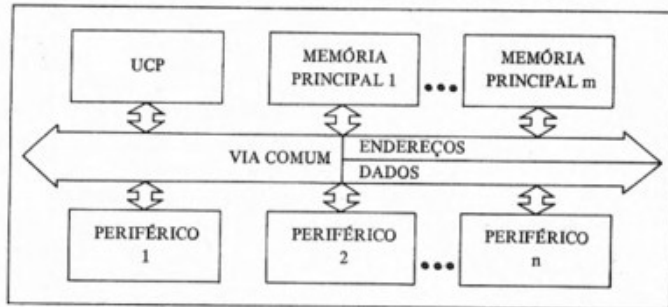 UCP
MEMÓRIA
PRINCIPAL 1
•••
MEMÓRIA
PRINCIPAL m
VIA COMUM
ENDEREÇOS
DADOS
PERIFÉRICO
1
PERIFÉRICO
2
•••
PERIFÉRICO
n